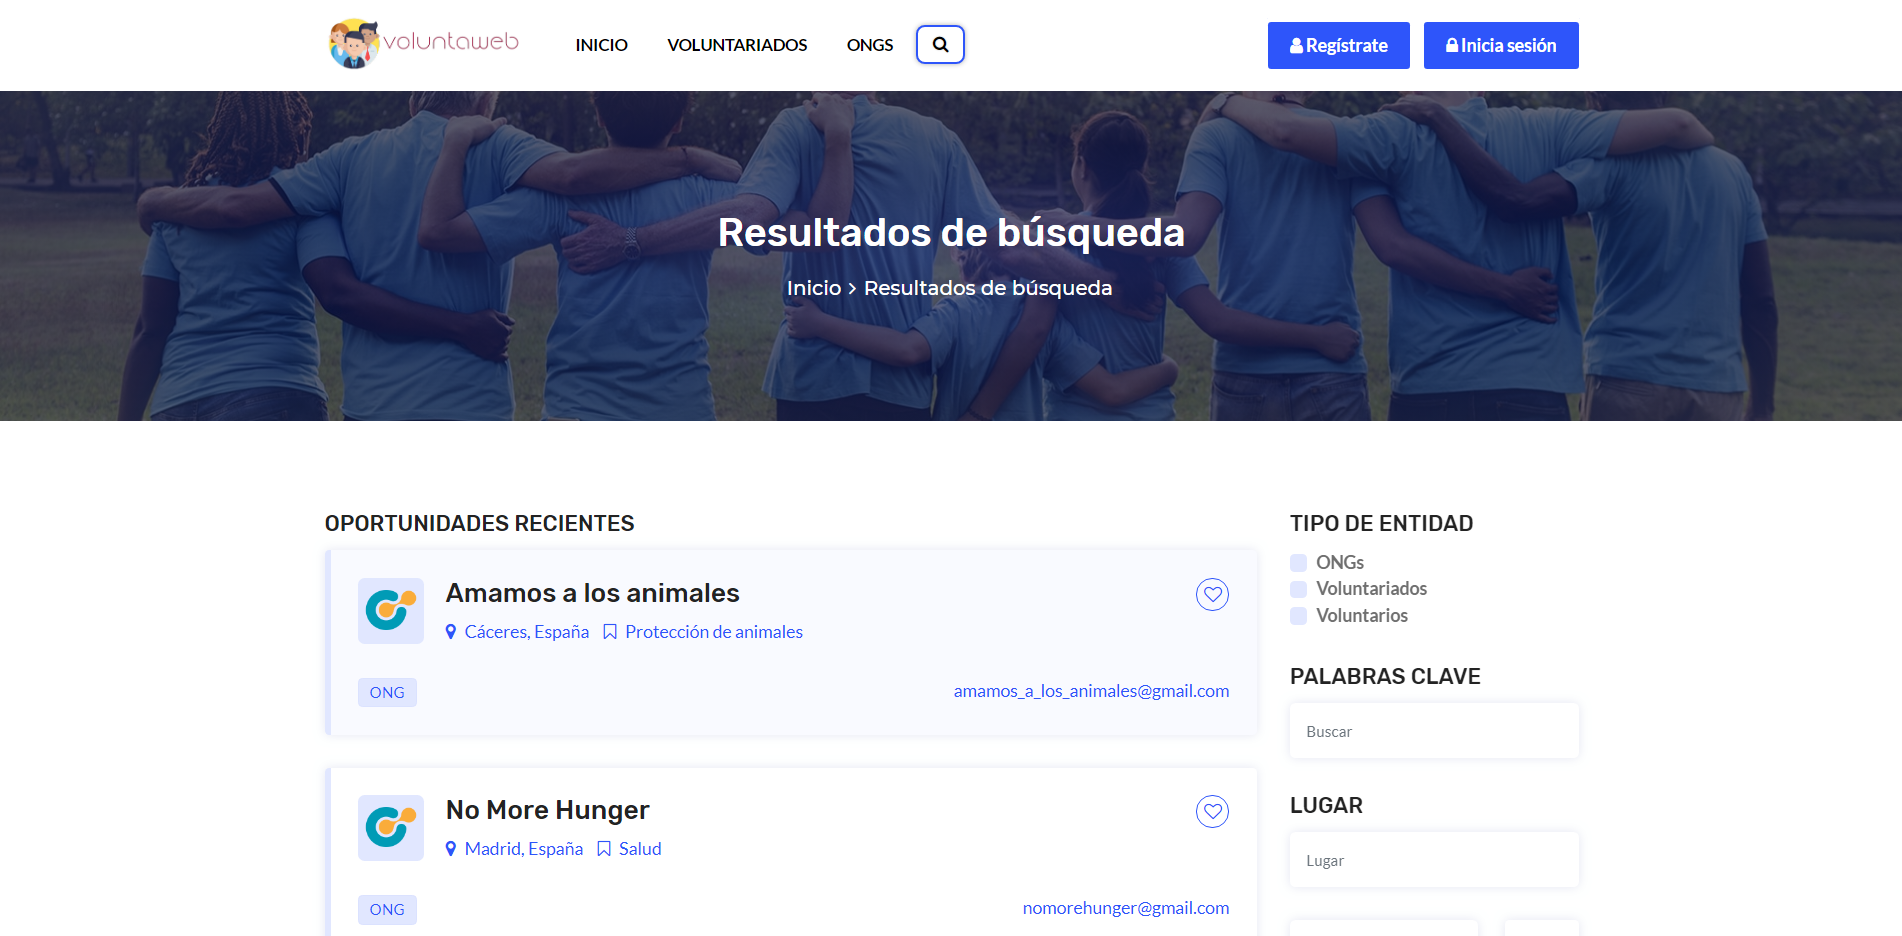 voluntaweb
INICIO VOLUNTARIADOS ONGS
Regístrate Inicia sesión
Resultados de búsqueda
Inicio > Resultados de búsqueda
OPORTUNIDADES RECIENTES
Amamos a los animales
Cáceres, España Protección de animales
ONG amamos_a_los_animales@gmail.com
No More Hunger
Madrid, España Salud
ONG nomorehunger@gmail.com
TIPO DE ENTIDAD
ONGs
Voluntariados
Voluntarios
PALABRAS CLAVE
Buscar
LUGAR
Lugar